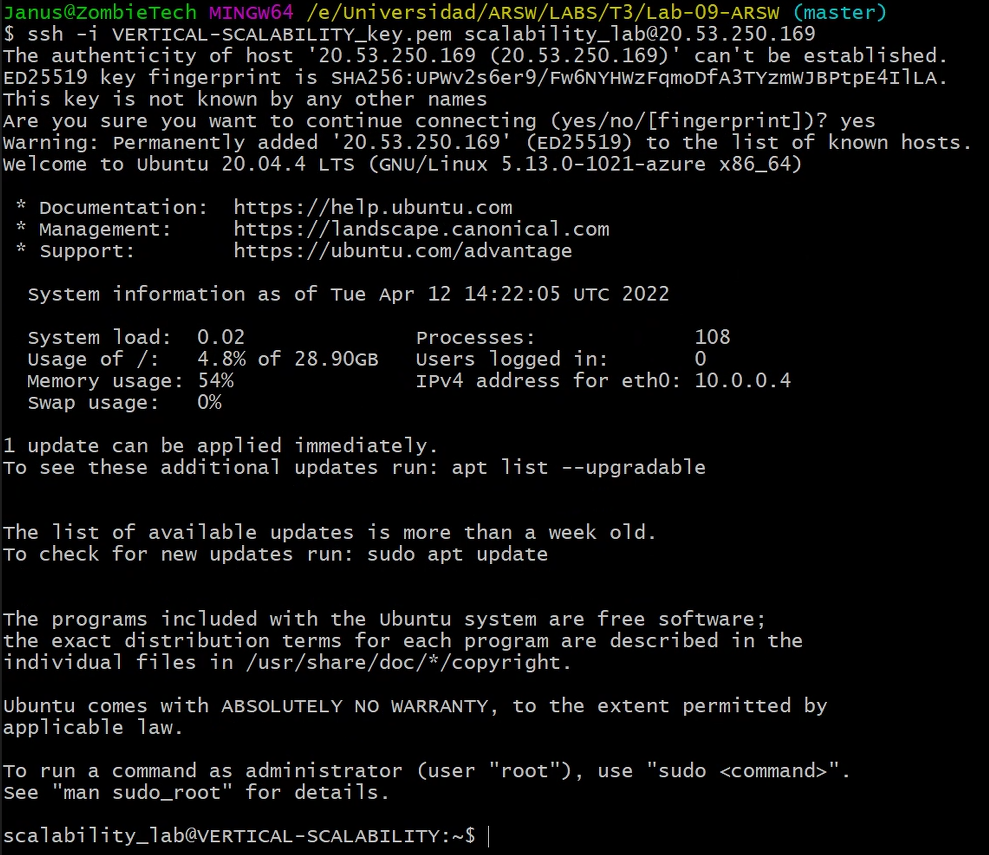 Janus@ZombieTech MINGW64 /e/Universidad/ARSW/LABS/T3/Lab-09-ARSW (master)
$ ssh -i VERTICAL-SCALABILITY_key.pem scalability_lab@20.53.250.169
The authenticity of host '20.53.250.169 (20.53.250.169)' can't be established.
ED25519 key fingerprint is SHA256:UPWv2s6er9/Fw6NYHWzFqmoDfA3TYzmWJBPtpE4IlLA.
This key is not known by any other names
Are you sure you want to continue connecting (yes/no/[fingerprint])? yes
Warning: Permanently added '20.53.250.169' (ED25519) to the list of known hosts.
Welcome to Ubuntu 20.04.4 LTS (GNU/Linux 5.13.0-1021-azure x86_64)
* Documentation: https://help.ubuntu.com
* Management: https://landscape.canonical.com
* Support: https://ubuntu.com/advantage
System information as of Tue Apr 12 14:22:05 UTC 2022
System load: 0.02 Processes: 108
Usage of /: 4.8% of 28.90GB Users logged in: 0
Memory usage: 54% IPv4 address for eth0: 10.0.0.4
Swap usage: 0%
1 update can be applied immediately.
To see these additional updates run: apt list --upgradable
The list of available updates is more than a week old.
To check for new updates run: sudo apt update
The programs included with the Ubuntu system are free software;
the exact distribution terms for each program are described in the
individual files in /usr/share/doc/*/copyright.
Ubuntu comes with ABSOLUTELY NO WARRANTY, to the extent permitted by
applicable law.
To run a command as administrator (user "root"), use "sudo <command>".
See "man sudo_root" for details.
scalability_lab@VERTICAL-SCALABILITY:~$